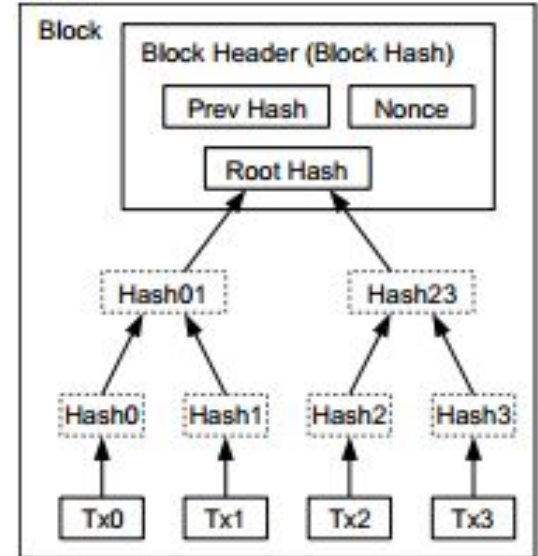 Block
Block Header (Block Hash)
Prev Hash Nonce
Root Hash
Hash01 Hash23
Hash0 Hash1 Hash2 Hash3
Tx0 Tx1 Tx2 Tx3